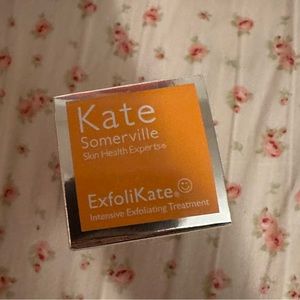 Kate
Somerville
Skin Health Experts®
ExfoliKate®
Intensive Exfoliating Treatment